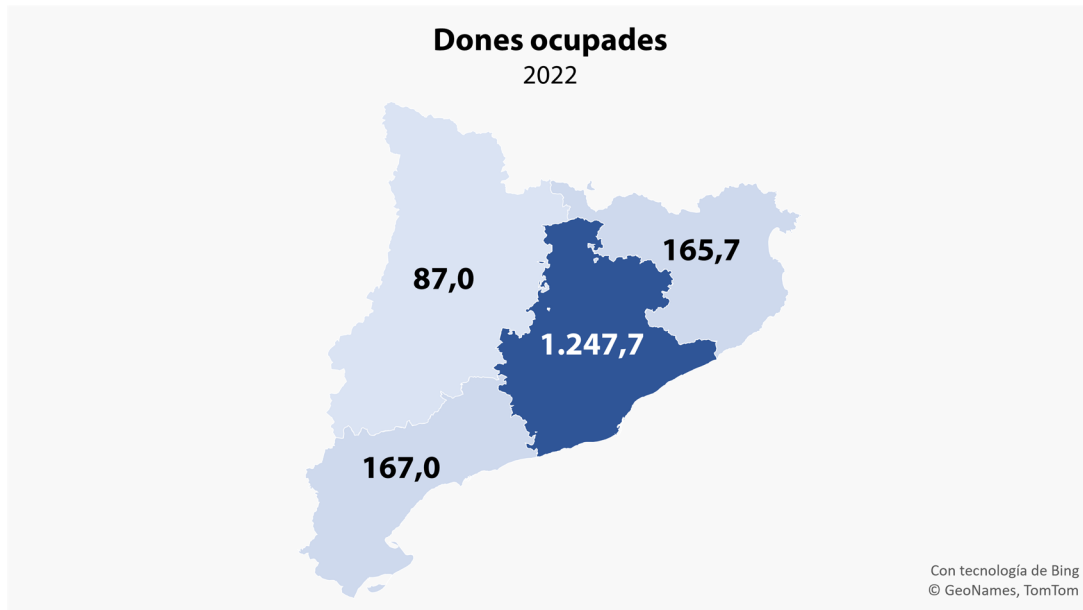 Dones ocupades
2022
165,7
87,0
1.247,7
167,0
Con tecnología de Bing
© GeoNames, TomTom